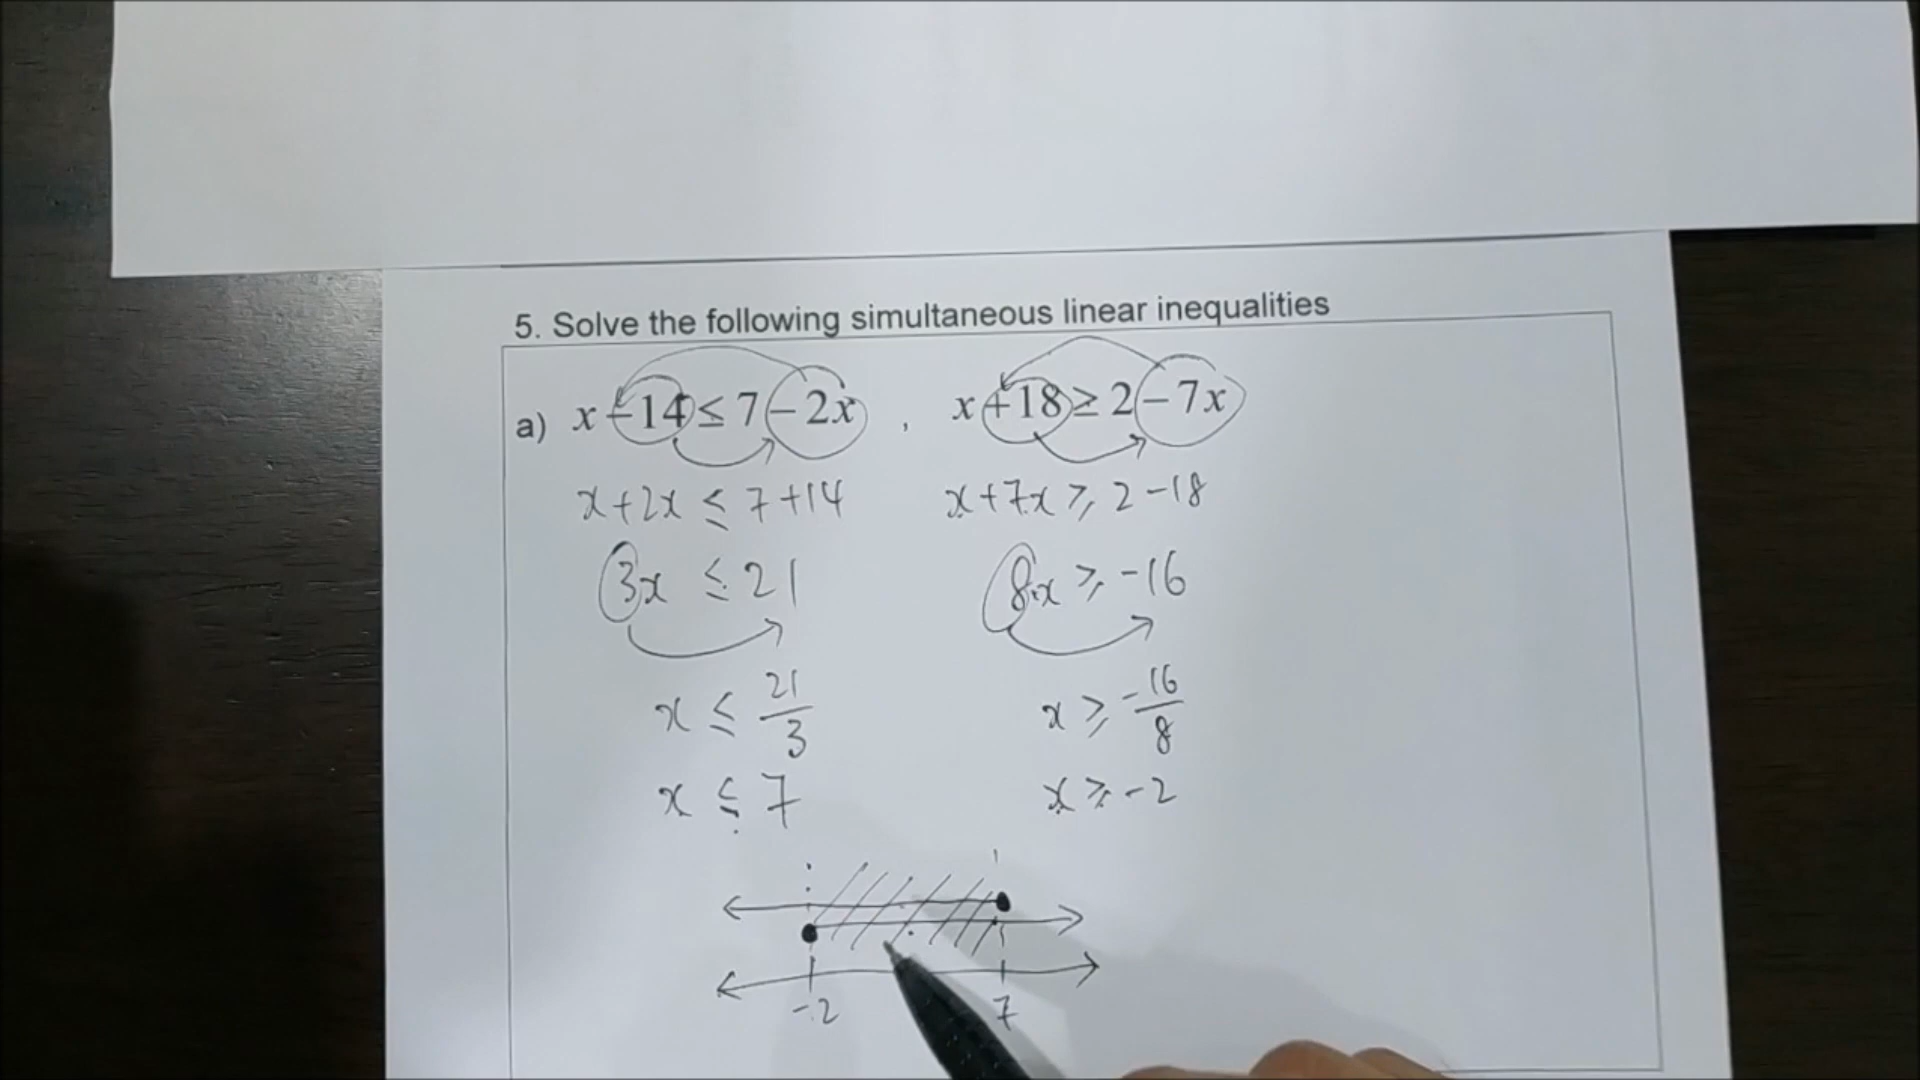 5. Solve the following simultaneous linear inequalities
a) x − 14 ≤ 7 − 2x , x + 18 ≥ 2 − 7x
x + 2x ≤ 7 + 14 x + 7x ≥ 2 − 18
3x ≤ 21 8x ≥ −16
x ≤ 21/3 x ≥ −16/8
x ≤ 7 x ≥ −2
−2 7